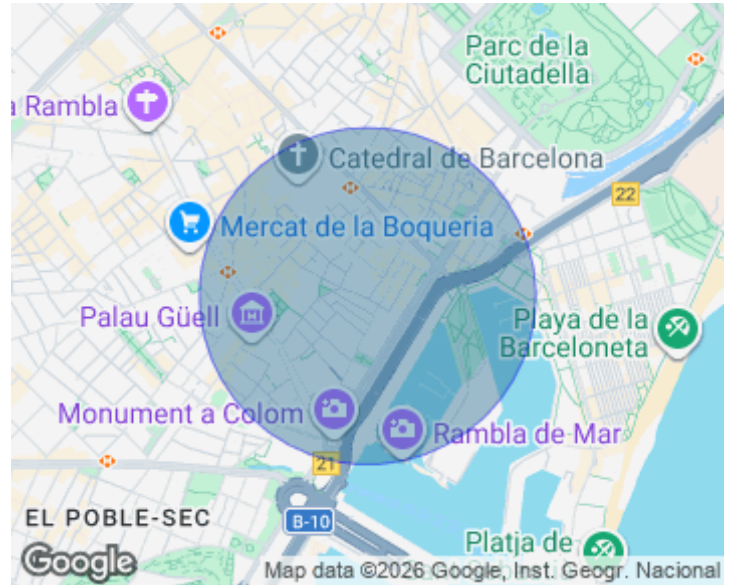 Parc de la
Ciutadella
a Rambla
Catedral de Barcelona
22
Mercat de la Boqueria
Palau Güell
Playa de la
Barceloneta
Monument a Colom
Rambla de Mar
21
EL POBLE-SEC
B-10
Platja de
Google
Map data ©2026 Google, Inst. Geogr. Nacional